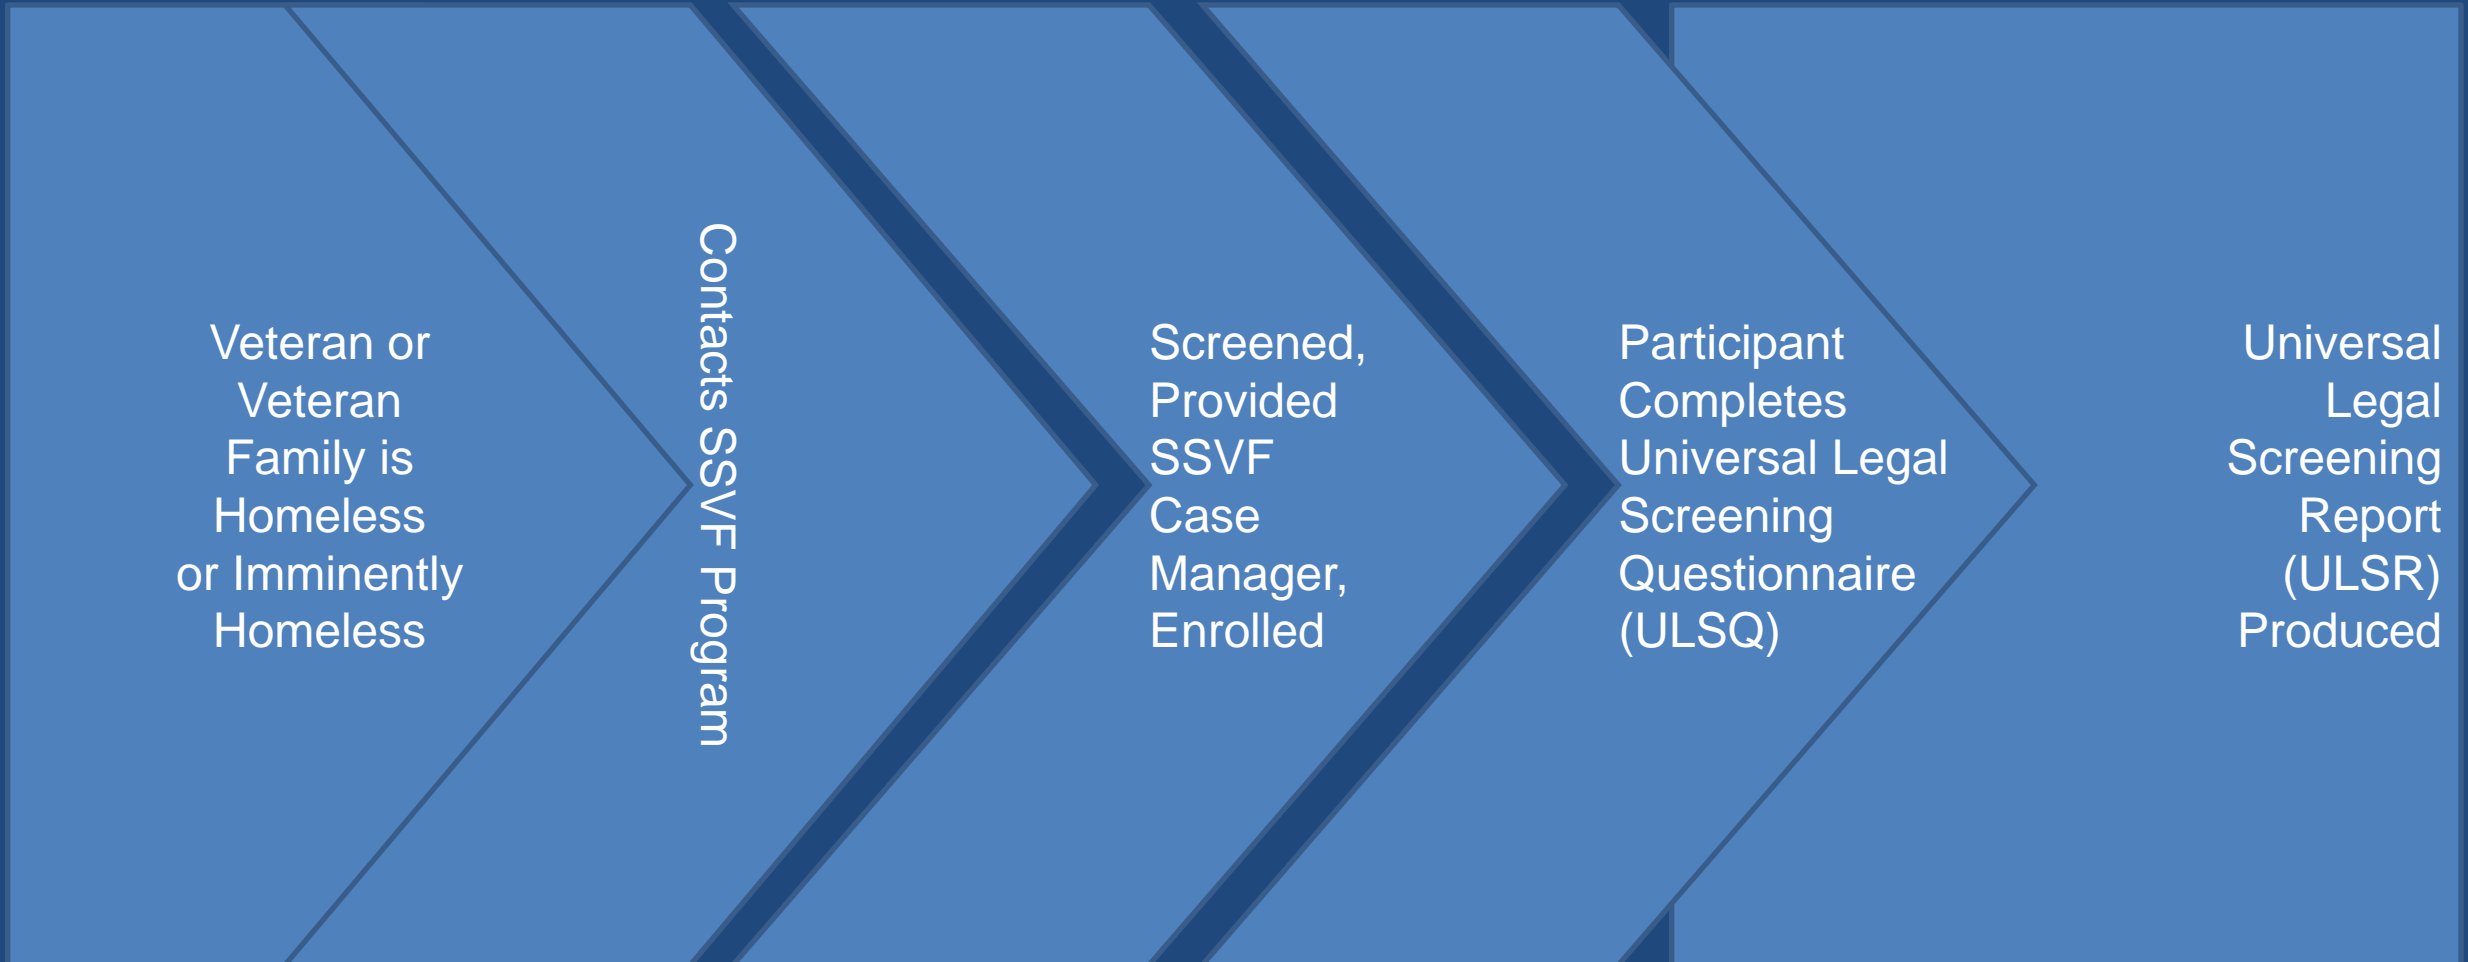 Veteran or
Veteran
Family is
Homeless
or Imminently
Homeless
Contacts SSVF Program
Screened,
Provided
SSVF
Case
Manager,
Enrolled
Participant
Completes
Universal Legal
Screening
Questionnaire
(ULSQ)
Universal
Legal
Screening
Report
(ULSR)
Produced